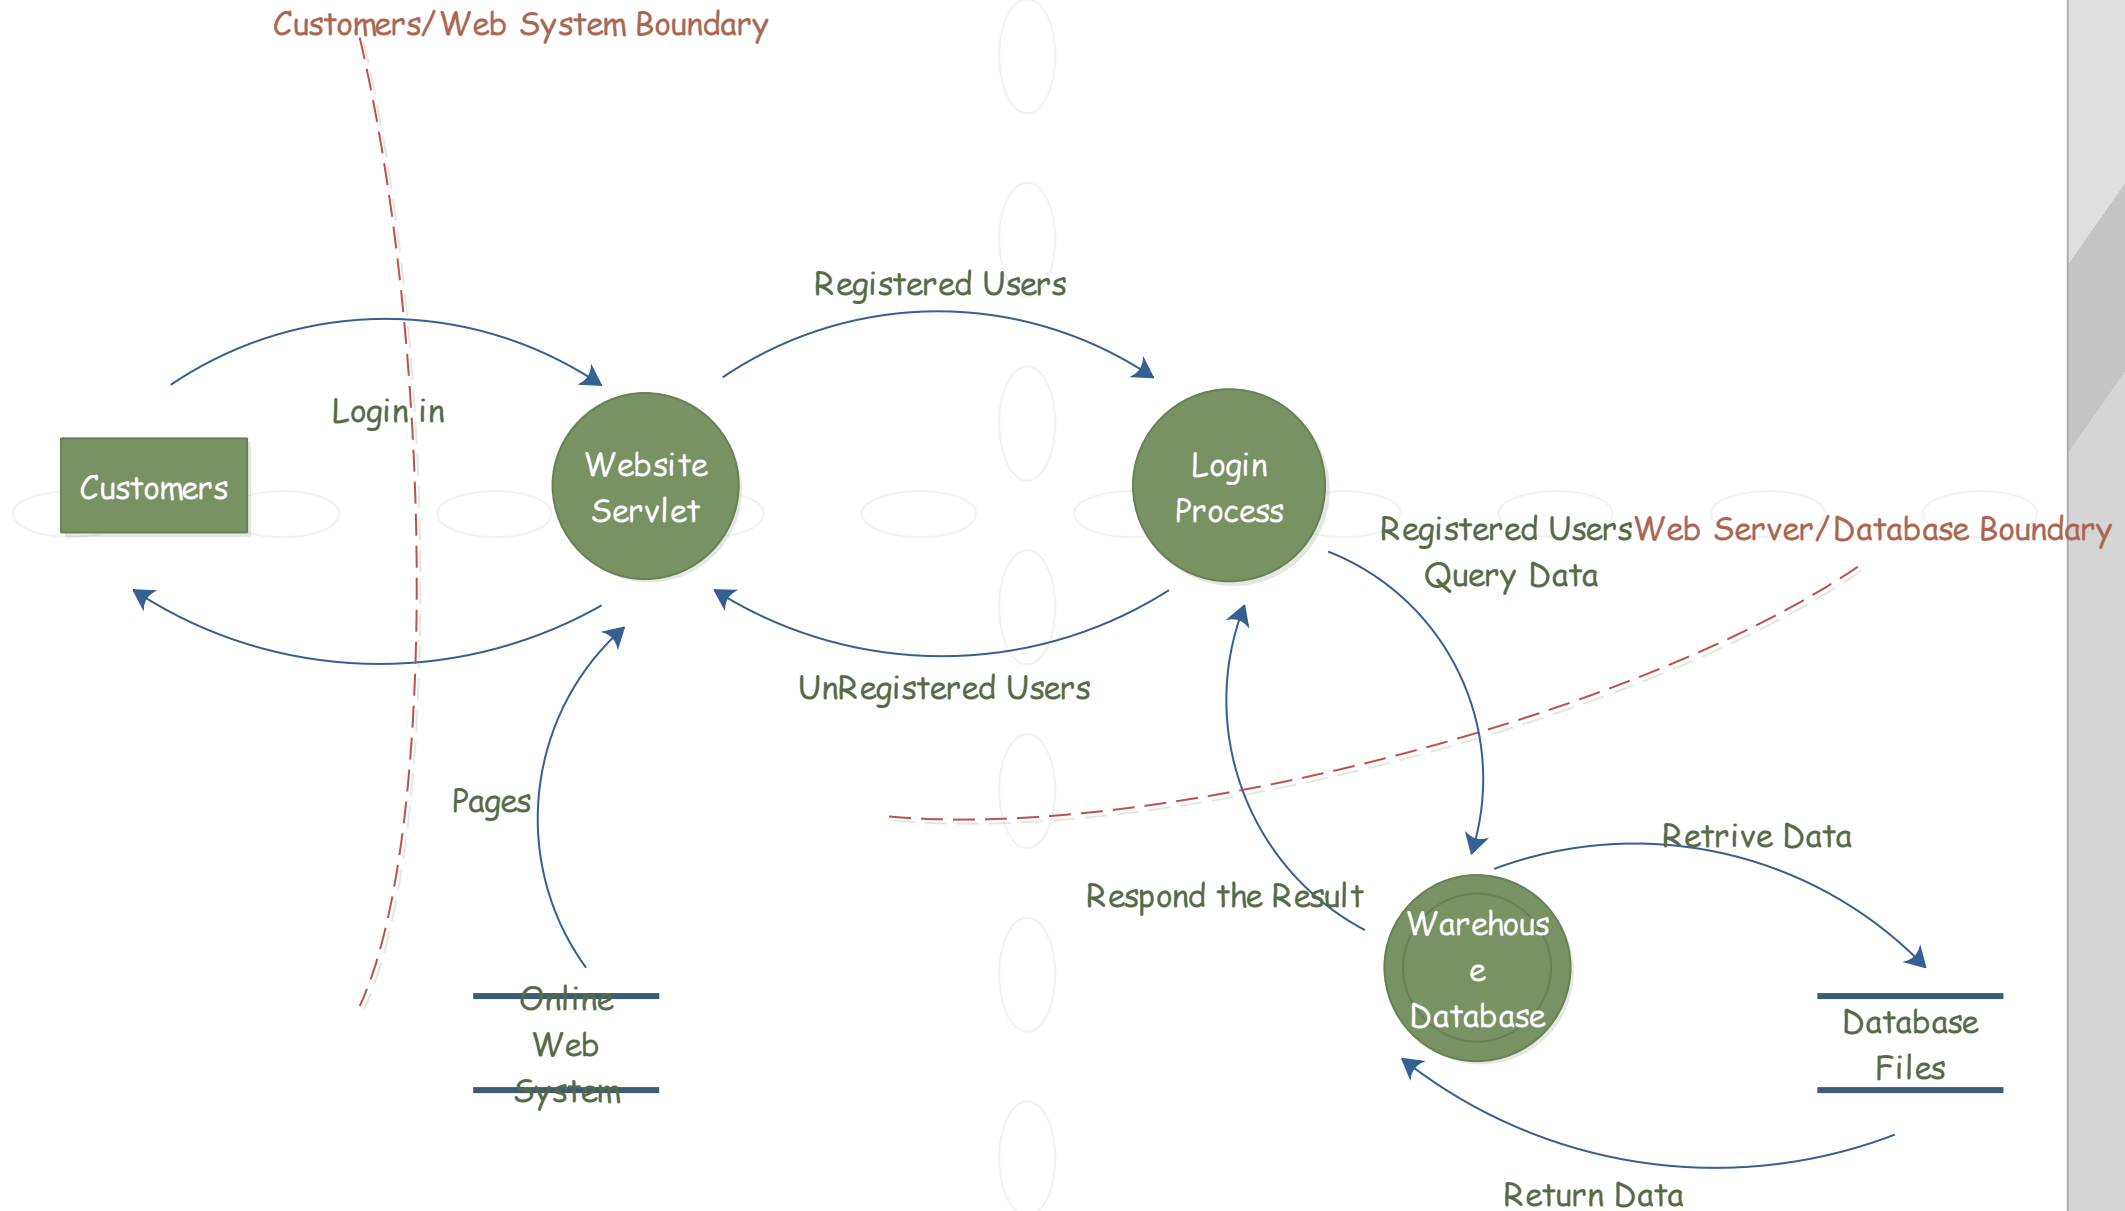 Customers/Web System Boundary
Registered Users
Login in
Customers
Website
Servlet
Login
Process
Registered Users
Query Data
Web Server/Database Boundary
UnRegistered Users
Pages
Retrive Data
Respond the Result
Warehous
e
Database
Online
Web
System
Database
Files
Return Data